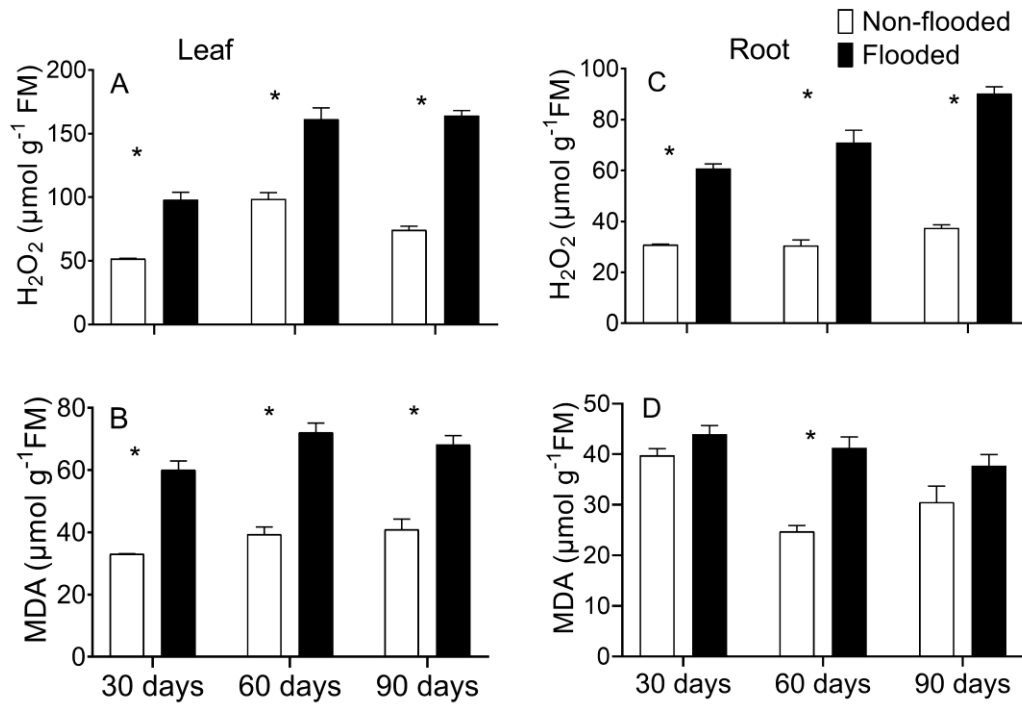 Leaf
Root
Non-flooded
Flooded
A
*
*
*
H₂O₂ (µmol g⁻¹ FM)
200
150
100
50
0
C
*
*
*
H₂O₂ (µmol g⁻¹FM)
100
80
60
40
20
0
B
*
*
*
MDA (µmol g⁻¹FM)
80
60
40
20
0
30 days
60 days
90 days
D
*
MDA (µmol g⁻¹FM)
50
40
30
20
10
0
30 days
60 days
90 days